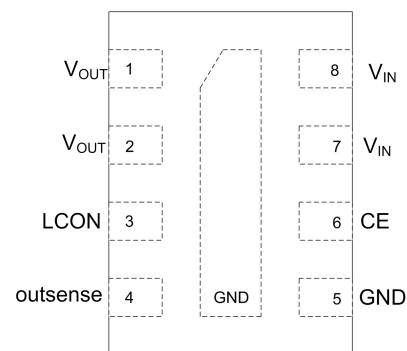 VOUT 1 8 VIN
VOUT 2 7 VIN
LCON 3 6 CE
outsense 4 GND 5 GND